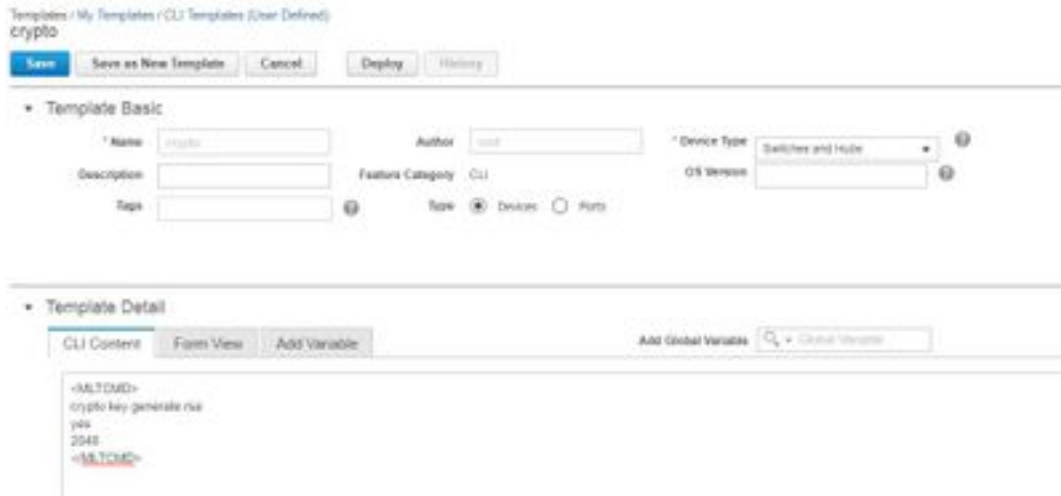 Templates / My Templates / CLI Templates (User Defined)
crypto
Save Save as New Template Cancel Deploy History
Template Basic
* Name crypto Author root * Device Type Switches and Hubs
Description Feature Category CLI OS Version
Tags Type Devices Ports
Template Detail
CLI Content Form View Add Variable Add Global Variable Global Variable
<MLTCMD>
crypto key generate rsa
yes
2048
</MLTCMD>